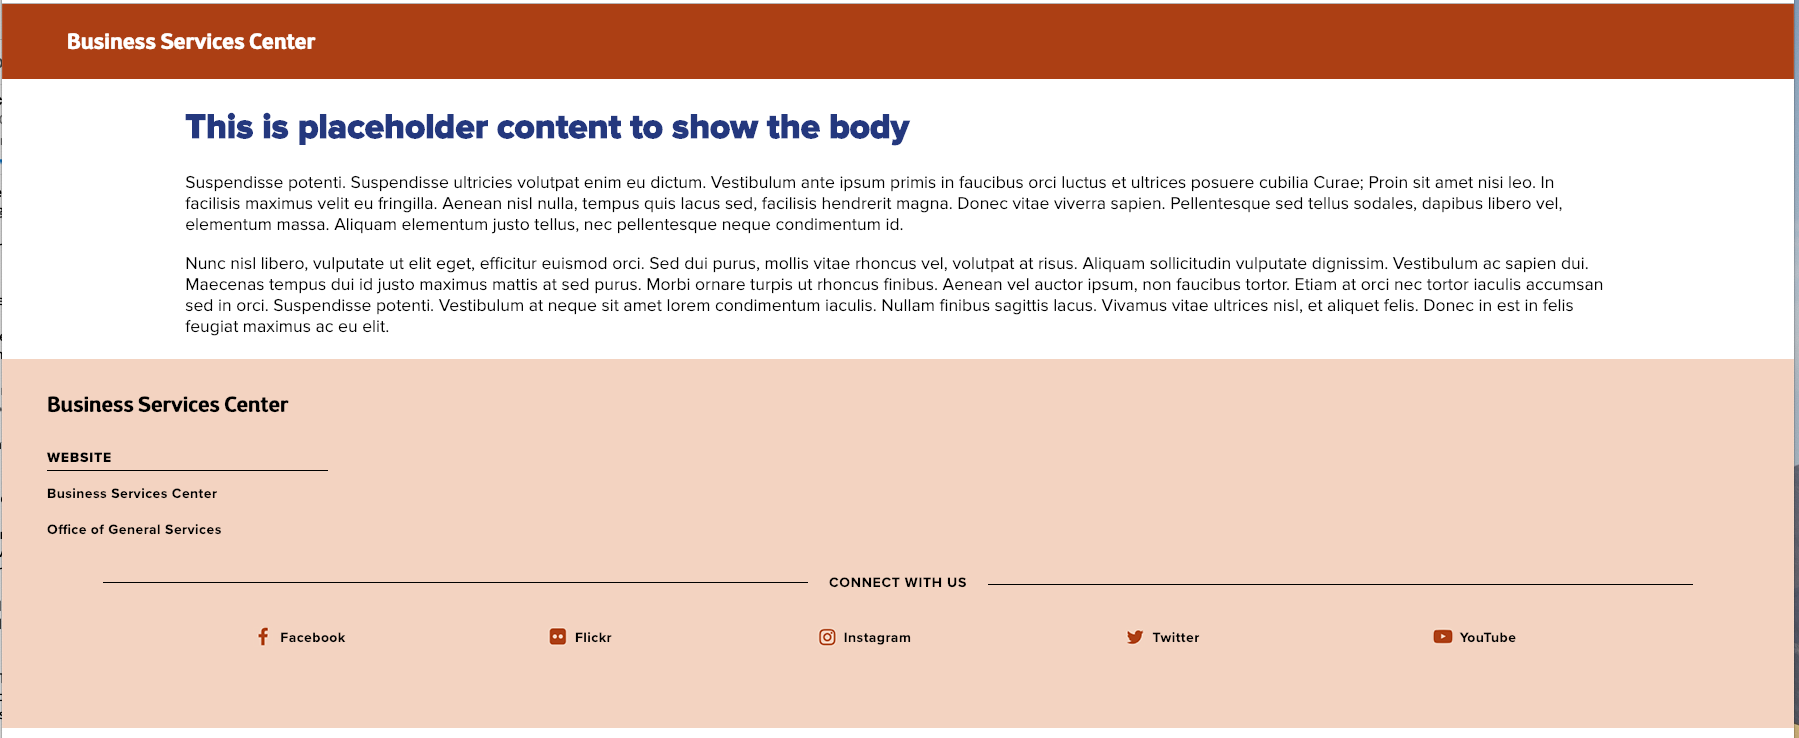 Business Services Center
This is placeholder content to show the body
Suspendisse potenti. Suspendisse ultricies volutpat enim eu dictum. Vestibulum ante ipsum primis in faucibus orci luctus et ultrices posuere cubilia Curae; Proin sit amet nisi leo. In
facilisis maximus velit eu fringilla. Aenean nisl nulla, tempus quis lacus sed, facilisis hendrerit magna. Donec vitae viverra sapien. Pellentesque sed tellus sodales, dapibus libero vel,
elementum massa. Aliquam elementum justo tellus, nec pellentesque neque condimentum id.
Nunc nisl libero, vulputate ut elit eget, efficitur euismod orci. Sed dui purus, mollis vitae rhoncus vel, volutpat at risus. Aliquam sollicitudin vulputate dignissim. Vestibulum ac sapien dui.
Maecenas tempus dui id justo maximus mattis at sed purus. Morbi ornare turpis ut rhoncus finibus. Aenean vel auctor ipsum, non faucibus tortor. Etiam at orci nec tortor iaculis accumsan
sed in orci. Suspendisse potenti. Vestibulum at neque sit amet lorem condimentum iaculis. Nullam finibus sagittis lacus. Vivamus vitae ultrices nisl, et aliquet felis. Donec in est in felis
feugiat maximus ac eu elit.
Business Services Center
WEBSITE
Business Services Center
Office of General Services
CONNECT WITH US
Facebook Flickr Instagram Twitter YouTube